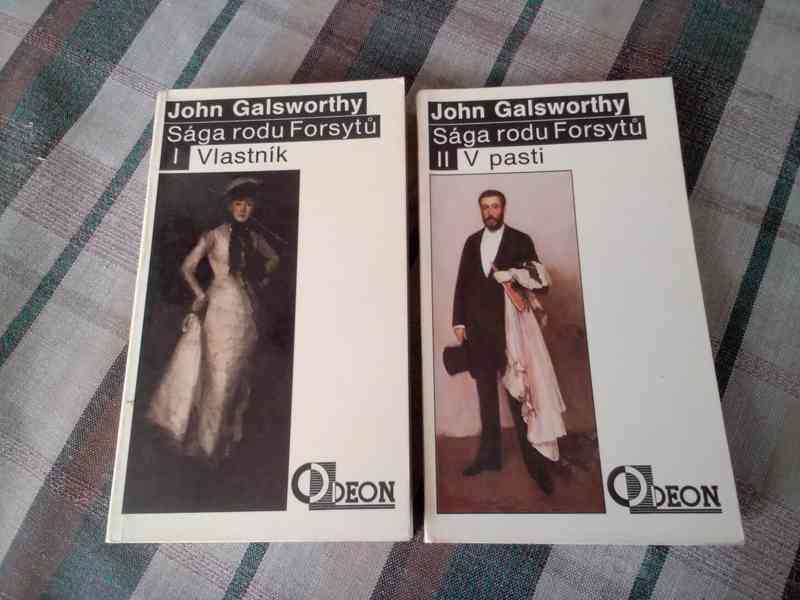 John Galsworthy
Sága rodu Forsytů
I Vlastník
ODEON
John Galsworthy
Sága rodu Forsytů
II V pasti
ODEON